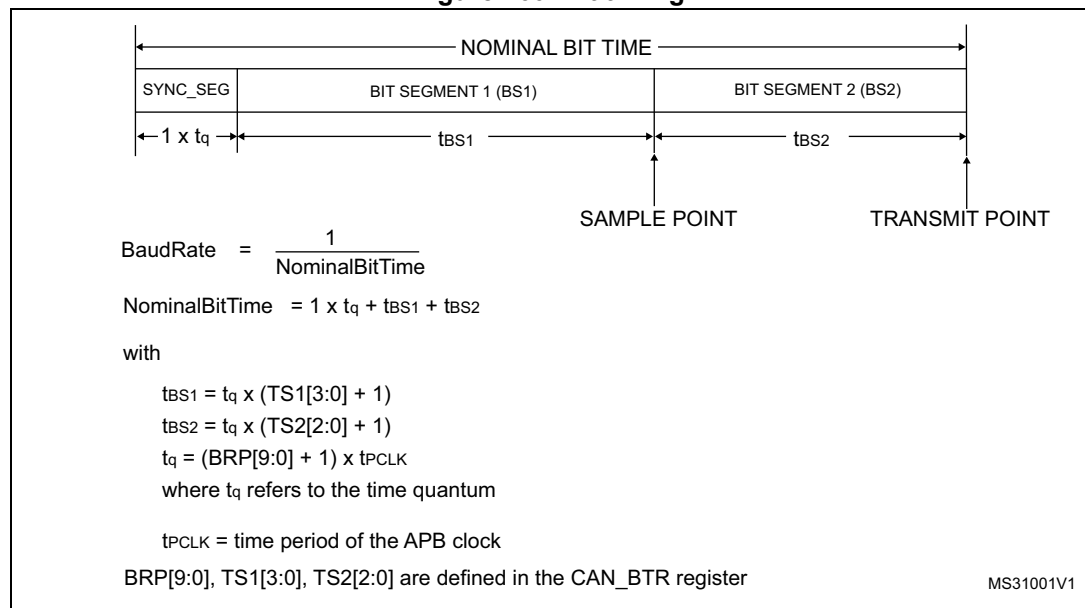 NOMINAL BIT TIME
SYNC_SEG BIT SEGMENT 1 (BS1) BIT SEGMENT 2 (BS2)
1 x tq tBS1 tBS2
SAMPLE POINT TRANSMIT POINT
BaudRate = 1
NominalBitTime
NominalBitTime = 1 x tq + tBS1 + tBS2
with
tBS1 = tq x (TS1[3:0] + 1)
tBS2 = tq x (TS2[2:0] + 1)
tq = (BRP[9:0] + 1) x tPCLK
where tq refers to the time quantum
tPCLK = time period of the APB clock
BRP[9:0], TS1[3:0], TS2[2:0] are defined in the CAN_BTR register
MS31001V1